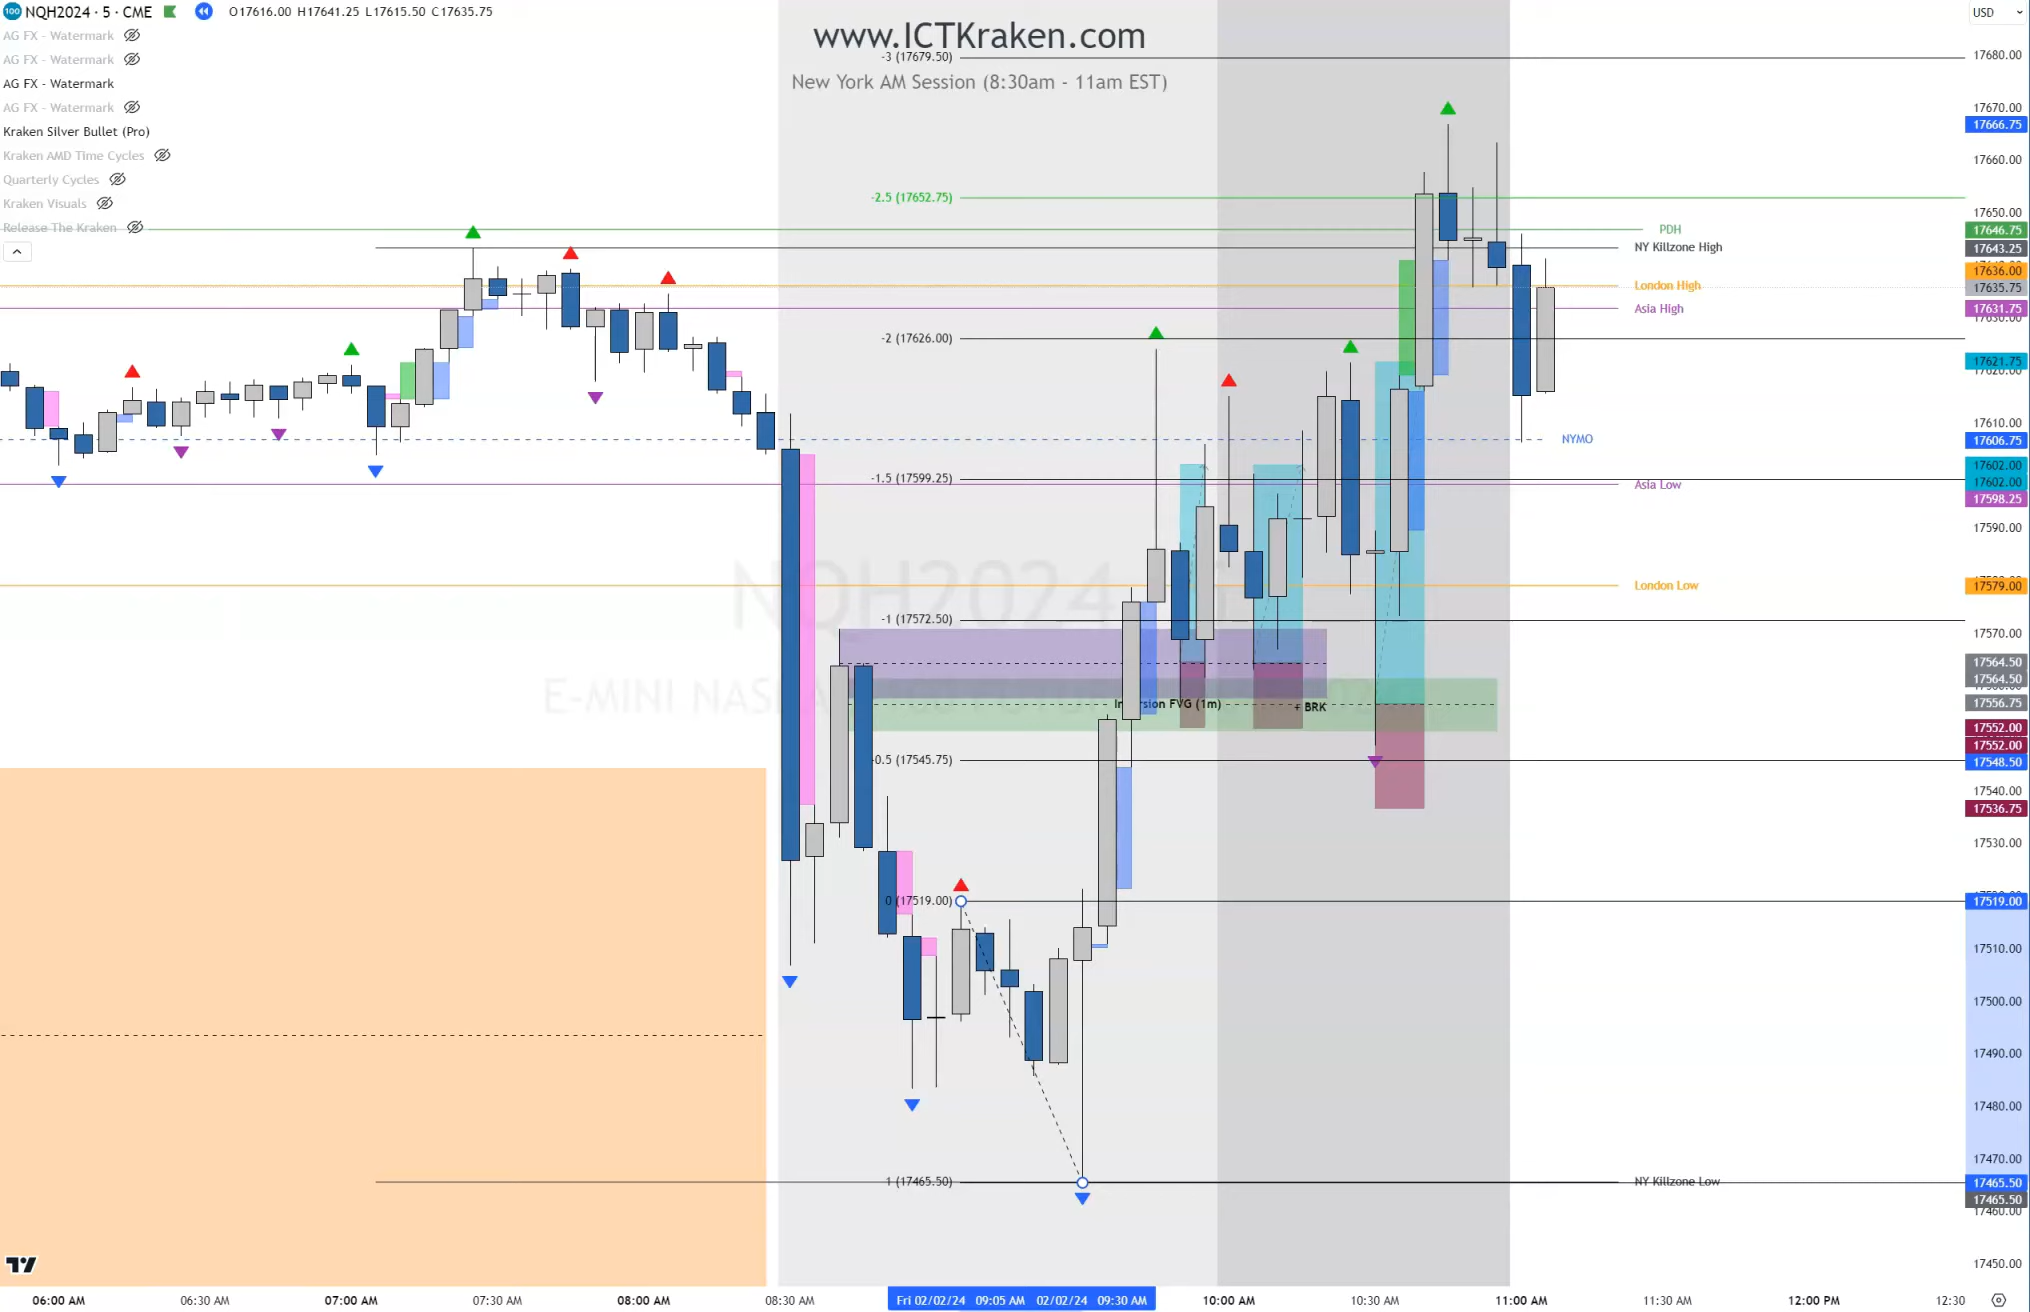 NQH2024 · 5 · CME O17616.00 H17641.25 L17615.50 C17635.75
AG FX - Watermark
AG FX - Watermark
AG FX - Watermark
AG FX - Watermark
Kraken Silver Bullet (Pro)
Kraken AMD Time Cycles
Quarterly Cycles
Kraken Visuals
Release The Kraken
www.ICTKraken.com
New York AM Session (8:30am - 11am EST)
-3 (17679.50)
-2.5 (17652.75)
-2 (17626.00)
-1.5 (17599.25)
-1 (17572.50)
-0.5 (17545.75)
0 (17519.00)
1 (17465.50)
PDH
NY Killzone High
London High
Asia High
NYMO
Asia Low
London Low
NY Killzone Low
NQH2024
E-MINI NAS
FVG (1m)
+ BRK
USD
17680.00
17670.00
17666.75
17660.00
17650.00
17646.75
17643.25
17636.00
17635.75
17631.75
17630.00
17621.75
17620.00
17610.00
17606.75
17602.00
17602.00
17598.25
17590.00
17579.00
17570.00
17564.50
17564.50
17556.75
17552.00
17552.00
17548.50
17540.00
17536.75
17530.00
17519.00
17510.00
17500.00
17490.00
17480.00
17470.00
17465.50
17465.50
17460.00
17450.00
06:00 AM 06:30 AM 07:00 AM 07:30 AM 08:00 AM 08:30 AM Fri 02/02/24 09:05 AM 02/02/24 09:30 AM 10:00 AM 10:30 AM 11:00 AM 11:30 AM 12:00 PM 12:30